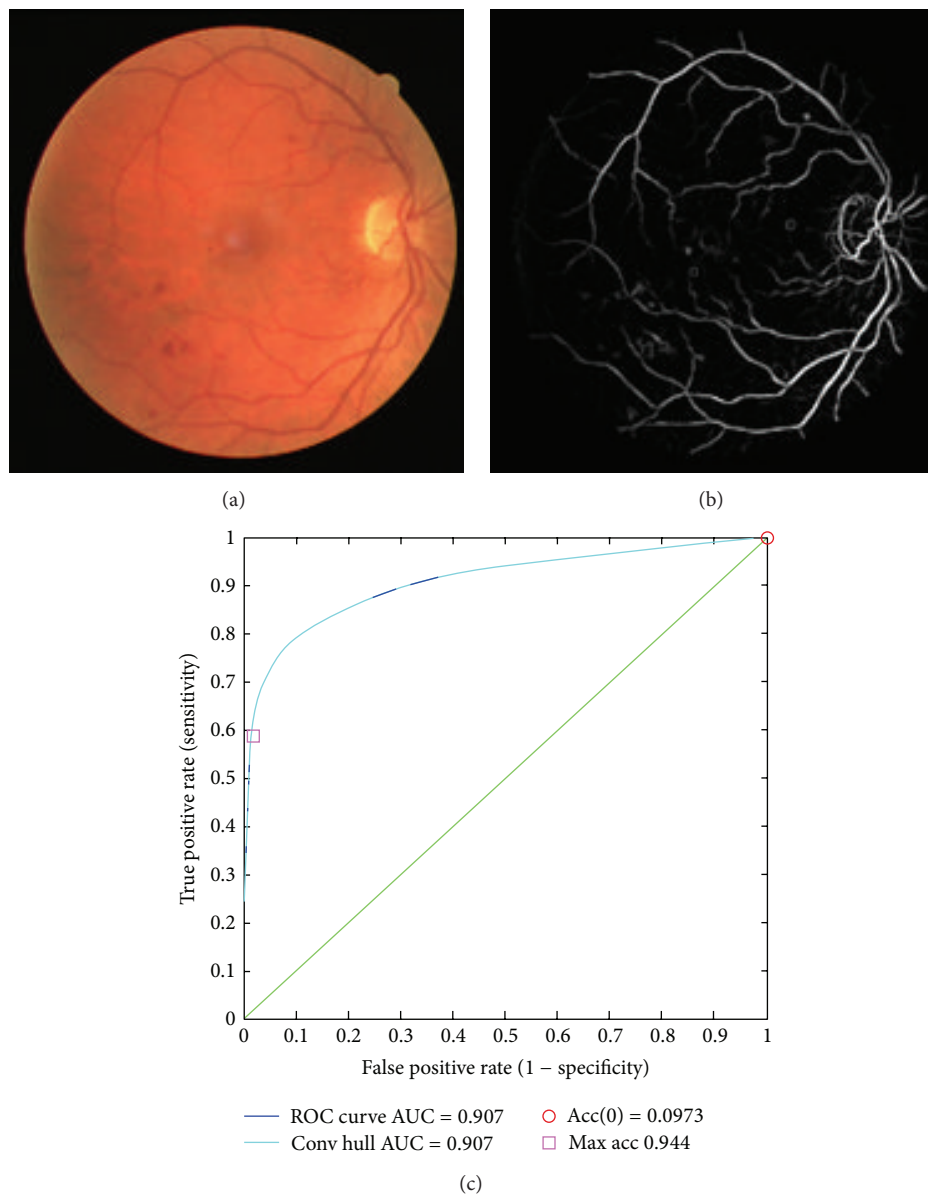 (a)
(b)
1
0.9
0.8
0.7
0.6
0.5
0.4
0.3
0.2
0.1
0
True positive rate (sensitivity)
0 0.1 0.2 0.3 0.4 0.5 0.6 0.7 0.8 0.9 1
False positive rate (1 − specificity)
ROC curve AUC = 0.907
Conv hull AUC = 0.907
Acc(0) = 0.0973
Max acc 0.944
(c)